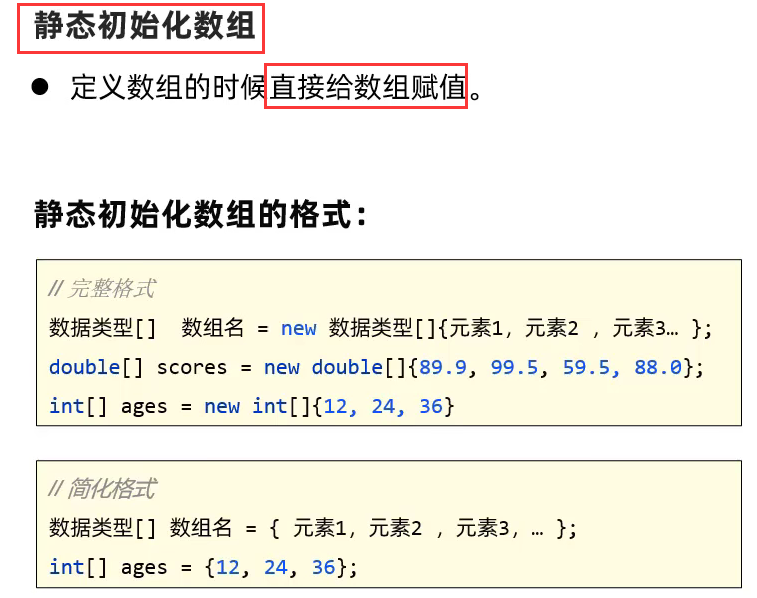 静态初始化数组
● 定义数组的时候直接给数组赋值。
静态初始化数组的格式：
// 完整格式
数据类型[]  数组名 = new 数据类型[]{元素1，元素2 ，元素3… };
double[] scores = new double[]{89.9, 99.5, 59.5, 88.0};
int[] ages = new int[]{12, 24, 36}
// 简化格式
数据类型[] 数组名 = { 元素1，元素2 ，元素3，… };
int[] ages = {12, 24, 36};